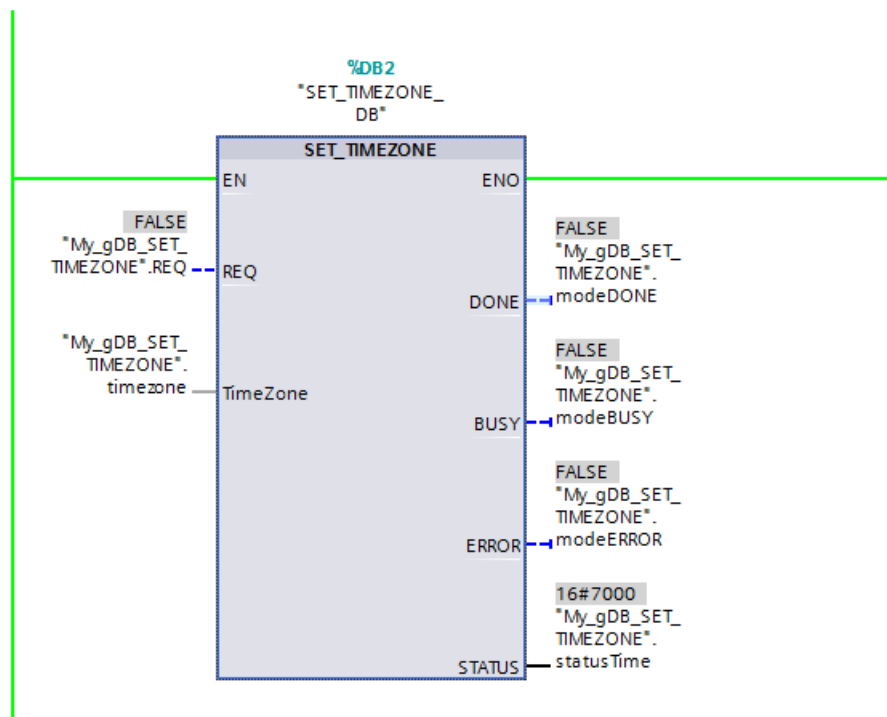 %DB2
"SET_TIMEZONE_
DB"
SET_TIMEZONE
EN
ENO
FALSE
"My_gDB_SET_
TIMEZONE".REQ
REQ
FALSE
"My_gDB_SET_
TIMEZONE".
modeDONE
DONE
"My_gDB_SET_
TIMEZONE".
timezone
TimeZone
FALSE
"My_gDB_SET_
TIMEZONE".
modeBUSY
BUSY
FALSE
"My_gDB_SET_
TIMEZONE".
modeERROR
ERROR
16#7000
"My_gDB_SET_
TIMEZONE".
statusTime
STATUS